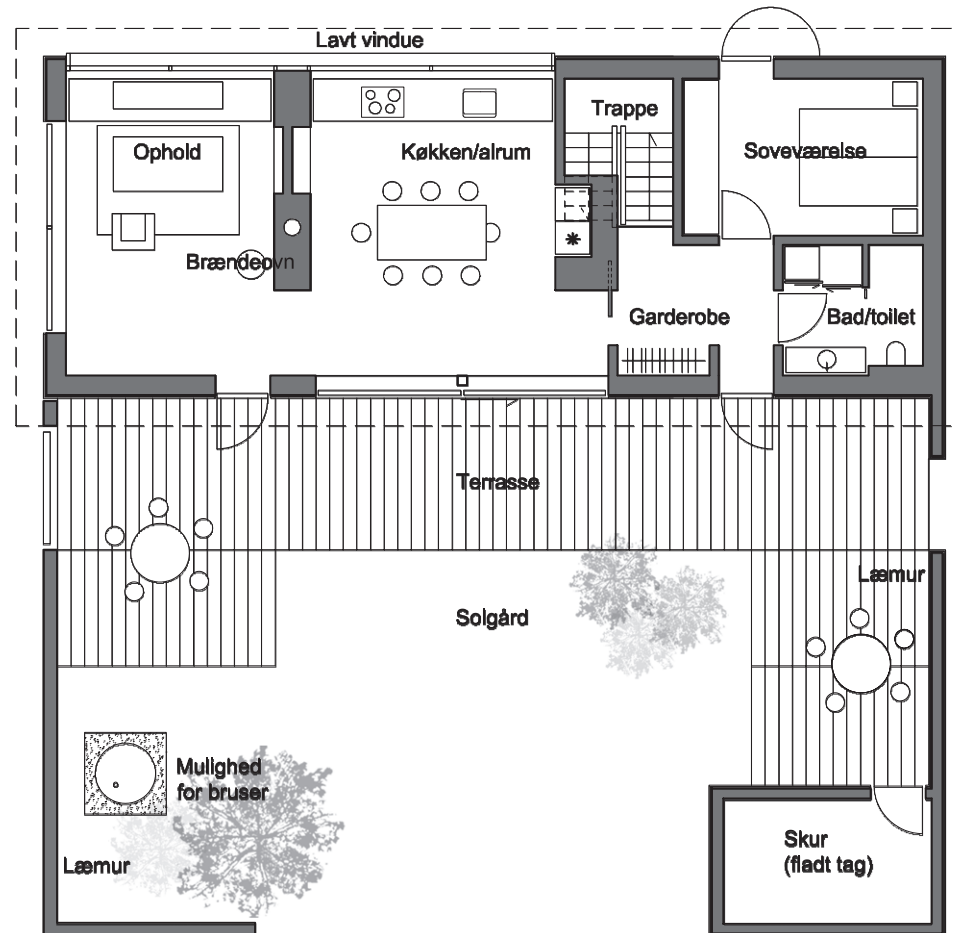 Lavt vindue
Trappe
Ophold
Køkken/alrum
Soveværelse
Brændeovn
Garderobe
Bad/toilet
Terrasse
Læmur
Solgård
Mulighed
for bruser
Skur
(fladt tag)
Læmur